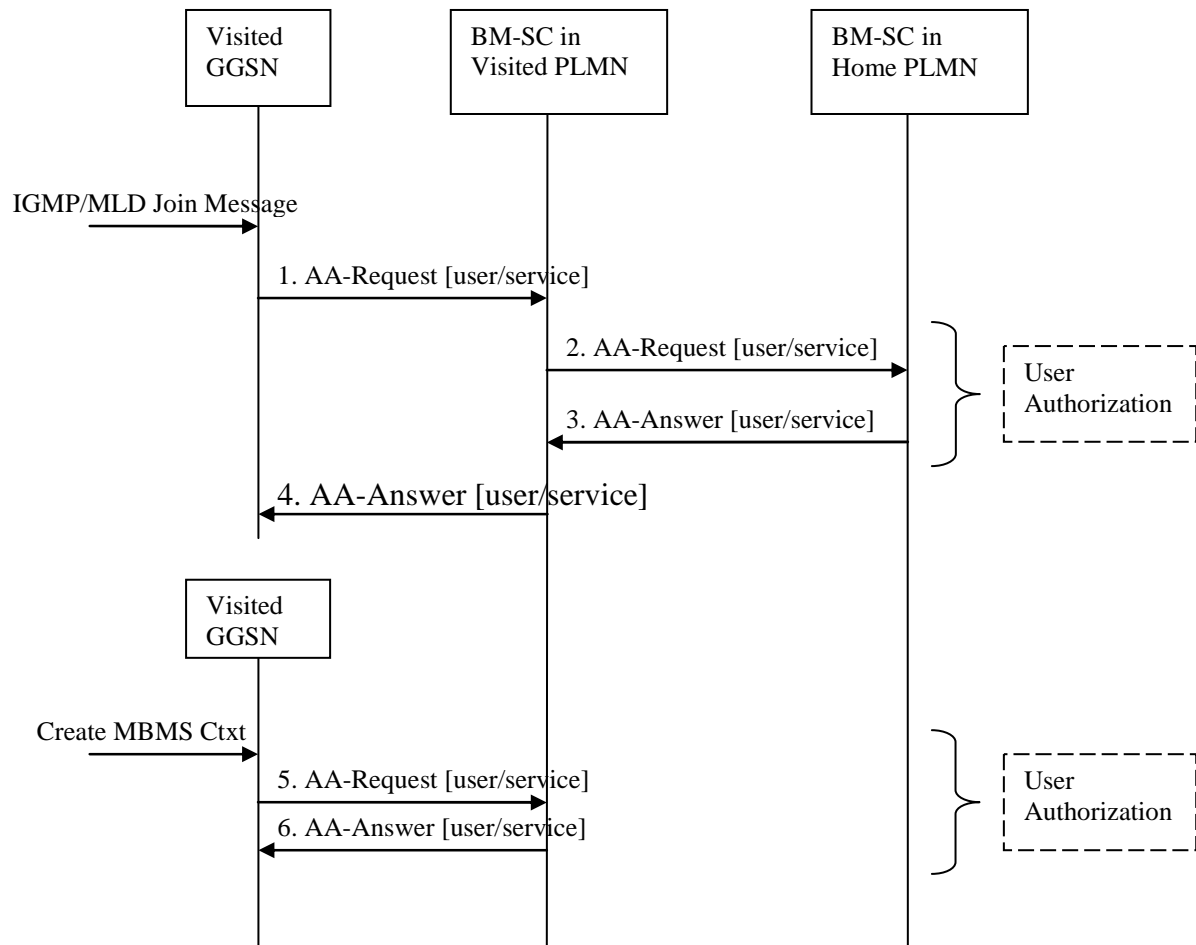 Visited
GGSN
BM-SC in
Visited PLMN
BM-SC in
Home PLMN
IGMP/MLD Join Message
1. AA-Request [user/service]
2. AA-Request [user/service]
User
Authorization
3. AA-Answer [user/service]
4. AA-Answer [user/service]
Visited
GGSN
Create MBMS Ctxt
5. AA-Request [user/service]
User
Authorization
6. AA-Answer [user/service]